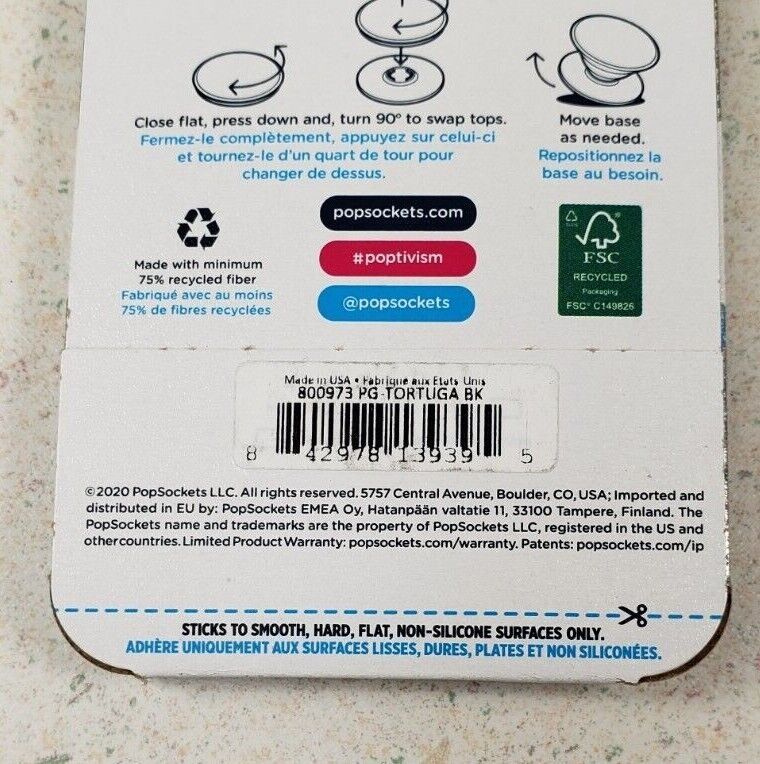 Close flat, press down and, turn 90° to swap tops.
Fermez-le complètement, appuyez sur celui-ci
et tournez-le d'un quart de tour pour
changer de dessus.
Move base
as needed.
Repositionnez la
base au besoin.
Made with minimum
75% recycled fiber
Fabriqué avec au moins
75% de fibres recyclées
popsockets.com
#poptivism
@popsockets
FSC
RECYCLED
Packaging
FSC® C149826
Made in USA • Fabriqué aux Etats Unis
800973 PG-TORTUGA BK
8 42978 13939 5
©2020 PopSockets LLC. All rights reserved. 5757 Central Avenue, Boulder, CO, USA; Imported and
distributed in EU by: PopSockets EMEA Oy, Hatanpään valtatie 11, 33100 Tampere, Finland. The
PopSockets name and trademarks are the property of PopSockets LLC, registered in the US and
other countries. Limited Product Warranty: popsockets.com/warranty. Patents: popsockets.com/ip
STICKS TO SMOOTH, HARD, FLAT, NON-SILICONE SURFACES ONLY.
ADHÈRE UNIQUEMENT AUX SURFACES LISSES, DURES, PLATES ET NON SILICONÉES.